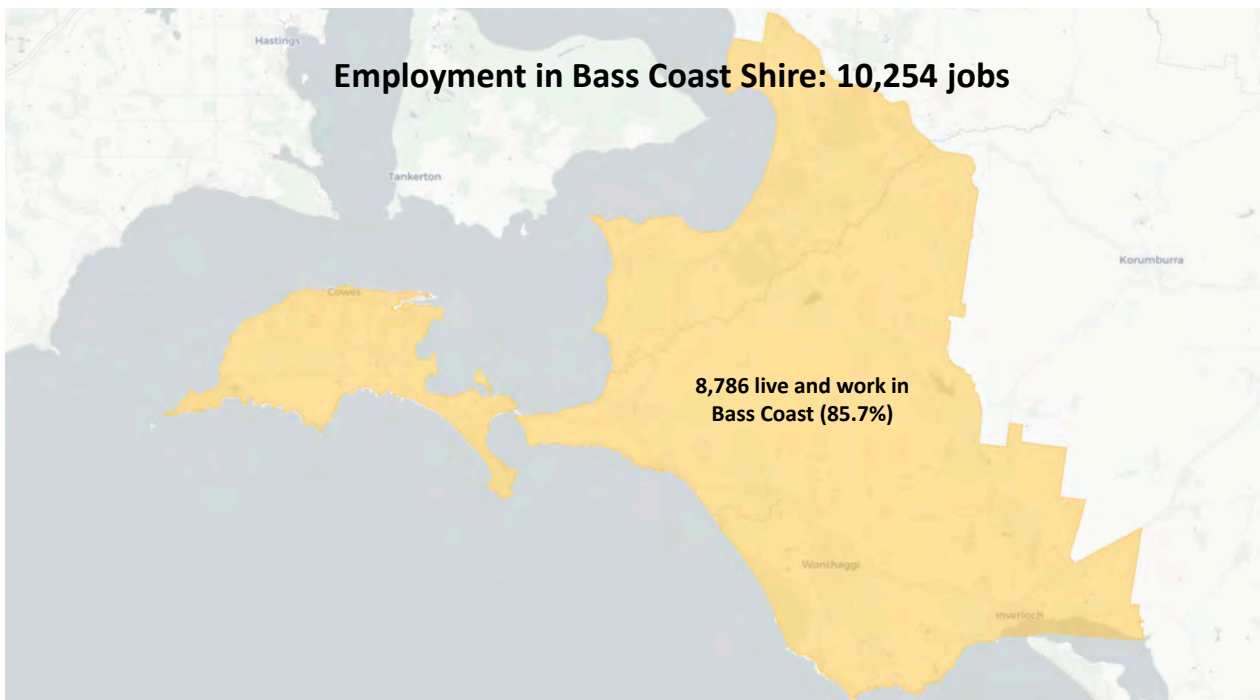 Hastings
Employment in Bass Coast Shire: 10,254 jobs
Tankerton
Korumburra
Cowes
8,786 live and work in
Bass Coast (85.7%)
Wonthaggi
Inverloch